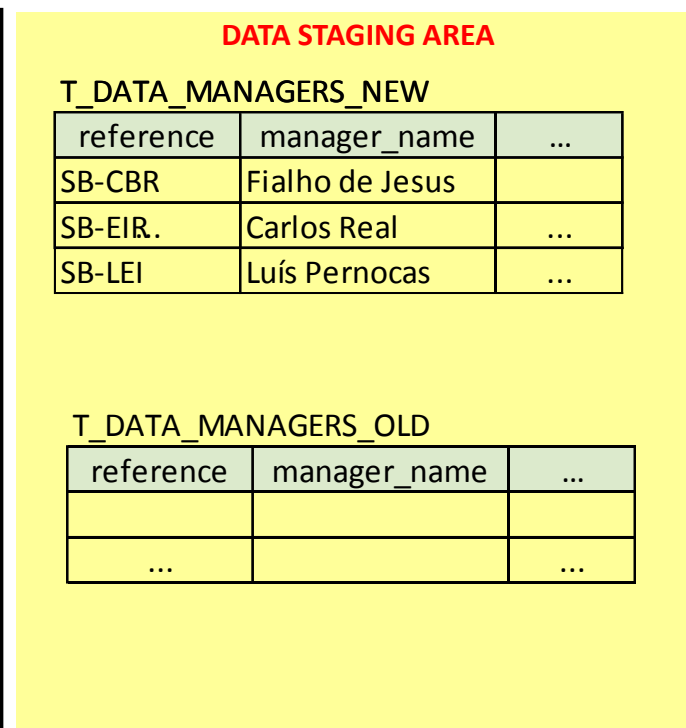 DATA STAGING AREA
T_DATA_MANAGERS_NEW
reference manager_name ...
SB-CBR Fialho de Jesus
SB-EIR.. Carlos Real ...
SB-LEI Luís Pernocas ...
T_DATA_MANAGERS_OLD
reference manager_name ...
... ...